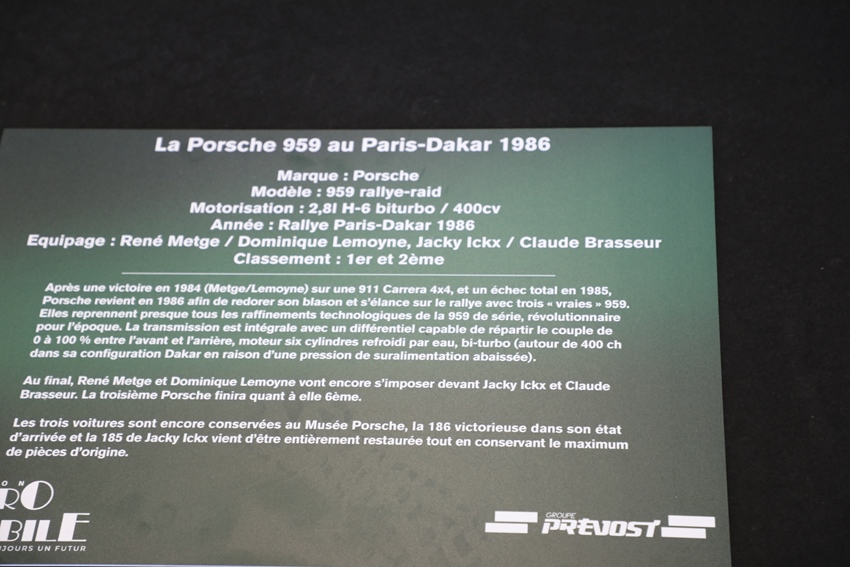 La Porsche 959 au Paris-Dakar 1986
Marque : Porsche
Modèle : 959 rallye-raid
Motorisation : 2,8l H-6 biturbo / 400cv
Année : Rallye Paris-Dakar 1986
Equipage : René Metge / Dominique Lemoyne, Jacky Ickx / Claude Brasseur
Classement : 1er et 2ème
Après une victoire en 1984 (Metge/Lemoyne) sur une 911 Carrera 4x4, et un échec total en 1985,
Porsche revient en 1986 afin de redorer son blason et s'élance sur le rallye avec trois « vraies » 959.
Elles reprennent presque tous les raffinements technologiques de la 959 de série, révolutionnaire
pour l'époque. La transmission est intégrale avec un différentiel capable de répartir le couple de
0 à 100 % entre l'avant et l'arrière, moteur six cylindres refroidi par eau, bi-turbo (autour de 400 ch
dans sa configuration Dakar en raison d'une pression de suralimentation abaissée).
Au final, René Metge et Dominique Lemoyne vont encore s'imposer devant Jacky Ickx et Claude
Brasseur. La troisième Porsche finira quant à elle 6ème.
Les trois voitures sont encore conservées au Musée Porsche, la 186 victorieuse dans son état
d'arrivée et la 185 de Jacky Ickx vient d'être entièrement restaurée tout en conservant le maximum
de pièces d'origine.
ON
RO
BILE
JOURS UN FUTUR
GROUPE
PRÉVOST